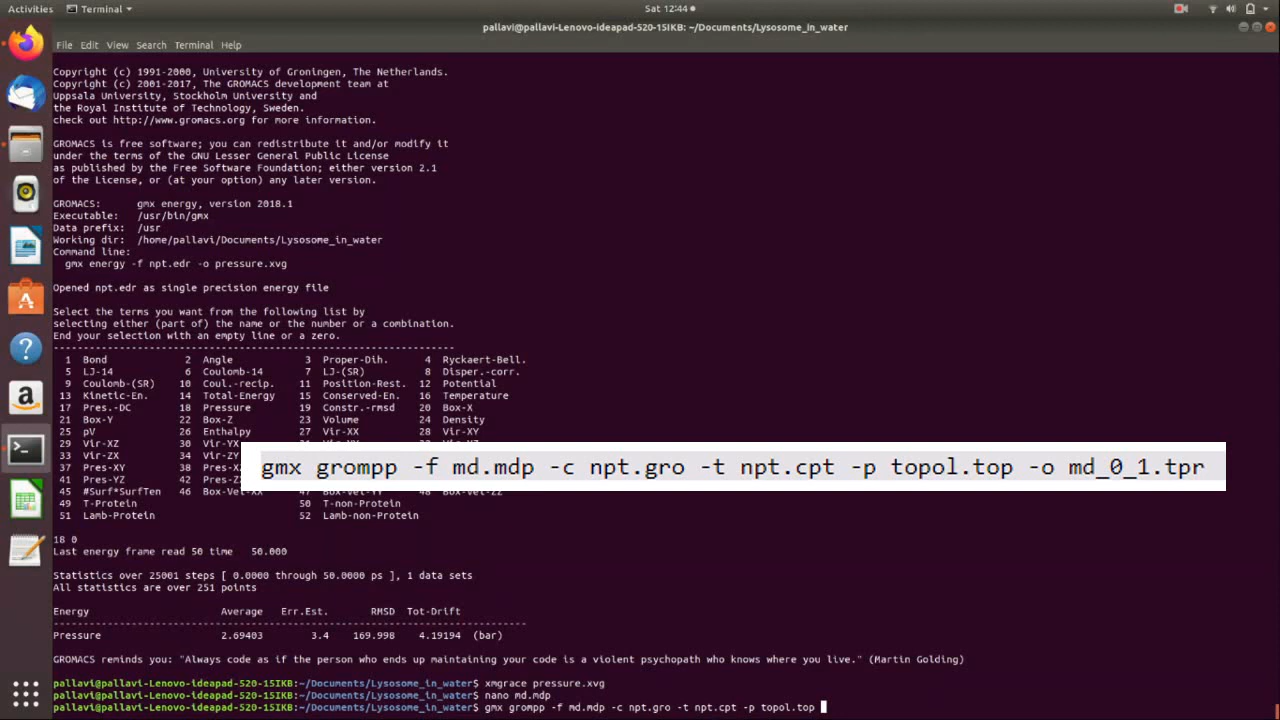 Activities Terminal Sat 12:44
pallavi@pallavi-Lenovo-ideapad-520-15IKB: ~/Documents/Lysosome_in_water
File Edit View Search Terminal Help
Copyright (c) 1991-2000, University of Groningen, The Netherlands.
Copyright (c) 2001-2017, The GROMACS development team at
Uppsala University, Stockholm University and
the Royal Institute of Technology, Sweden.
check out http://www.gromacs.org for more information.
GROMACS is free software; you can redistribute it and/or modify it
under the terms of the GNU Lesser General Public License
as published by the Free Software Foundation; either version 2.1
of the License, or (at your option) any later version.
GROMACS: gmx energy, version 2018.1
Executable: /usr/bin/gmx
Data prefix: /usr
Working dir: /home/pallavi/Documents/Lysosome_in_water
Command line:
gmx energy -f npt.edr -o pressure.xvg
Opened npt.edr as single precision energy file
Select the terms you want from the following list by
selecting either (part of) the name or the number or a combination.
End your selection with an empty line or a zero.
-------------------------------------------------------------------
1 Bond 2 Angle 3 Proper-Dih. 4 Ryckaert-Bell.
5 LJ-14 6 Coulomb-14 7 LJ-(SR) 8 Disper.-corr.
9 Coulomb-(SR) 10 Coul.-recip. 11 Position-Rest. 12 Potential
13 Kinetic-En. 14 Total-Energy 15 Conserved-En. 16 Temperature
17 Pres.-DC 18 Pressure 19 Constr.-rmsd 20 Box-X
21 Box-Y 22 Box-Z 23 Volume 24 Density
25 pV 26 Enthalpy 27 Vir-XX 28 Vir-XY
29 Vir-XZ 30 Vir-YX
33 Vir-YZ 34 Vir-ZX
37 Pres-XY 38
41 Pres-YZ 42
45 #Surf*SurfTen 46 48
49 T-Protein 50 T-non-Protein
51 Lamb-Protein 52 Lamb-non-Protein
gmx grompp -f md.mdp -c npt.gro -t npt.cpt -p topol.top -o md_0_1.tpr
18 0
Last energy frame read 50 time 50.000
Statistics over 25001 steps [ 0.0000 through 50.0000 ps ], 1 data sets
All statistics are over 251 points
Energy Average Err.Est. RMSD Tot-Drift
-------------------------------------------------------------------------------
Pressure 2.69403 3.4 169.998 4.19194 (bar)
GROMACS reminds you: "Always code as if the person who ends up maintaining your code is a violent psychopath who knows where you live." (Martin Golding)
pallavi@pallavi-Lenovo-ideapad-520-15IKB:~/Documents/Lysosome_in_water$ xmgrace pressure.xvg
pallavi@pallavi-Lenovo-ideapad-520-15IKB:~/Documents/Lysosome_in_water$ nano md.mdp
pallavi@pallavi-Lenovo-ideapad-520-15IKB:~/Documents/Lysosome_in_water$ gmx grompp -f md.mdp -c npt.gro -t npt.cpt -p topol.top